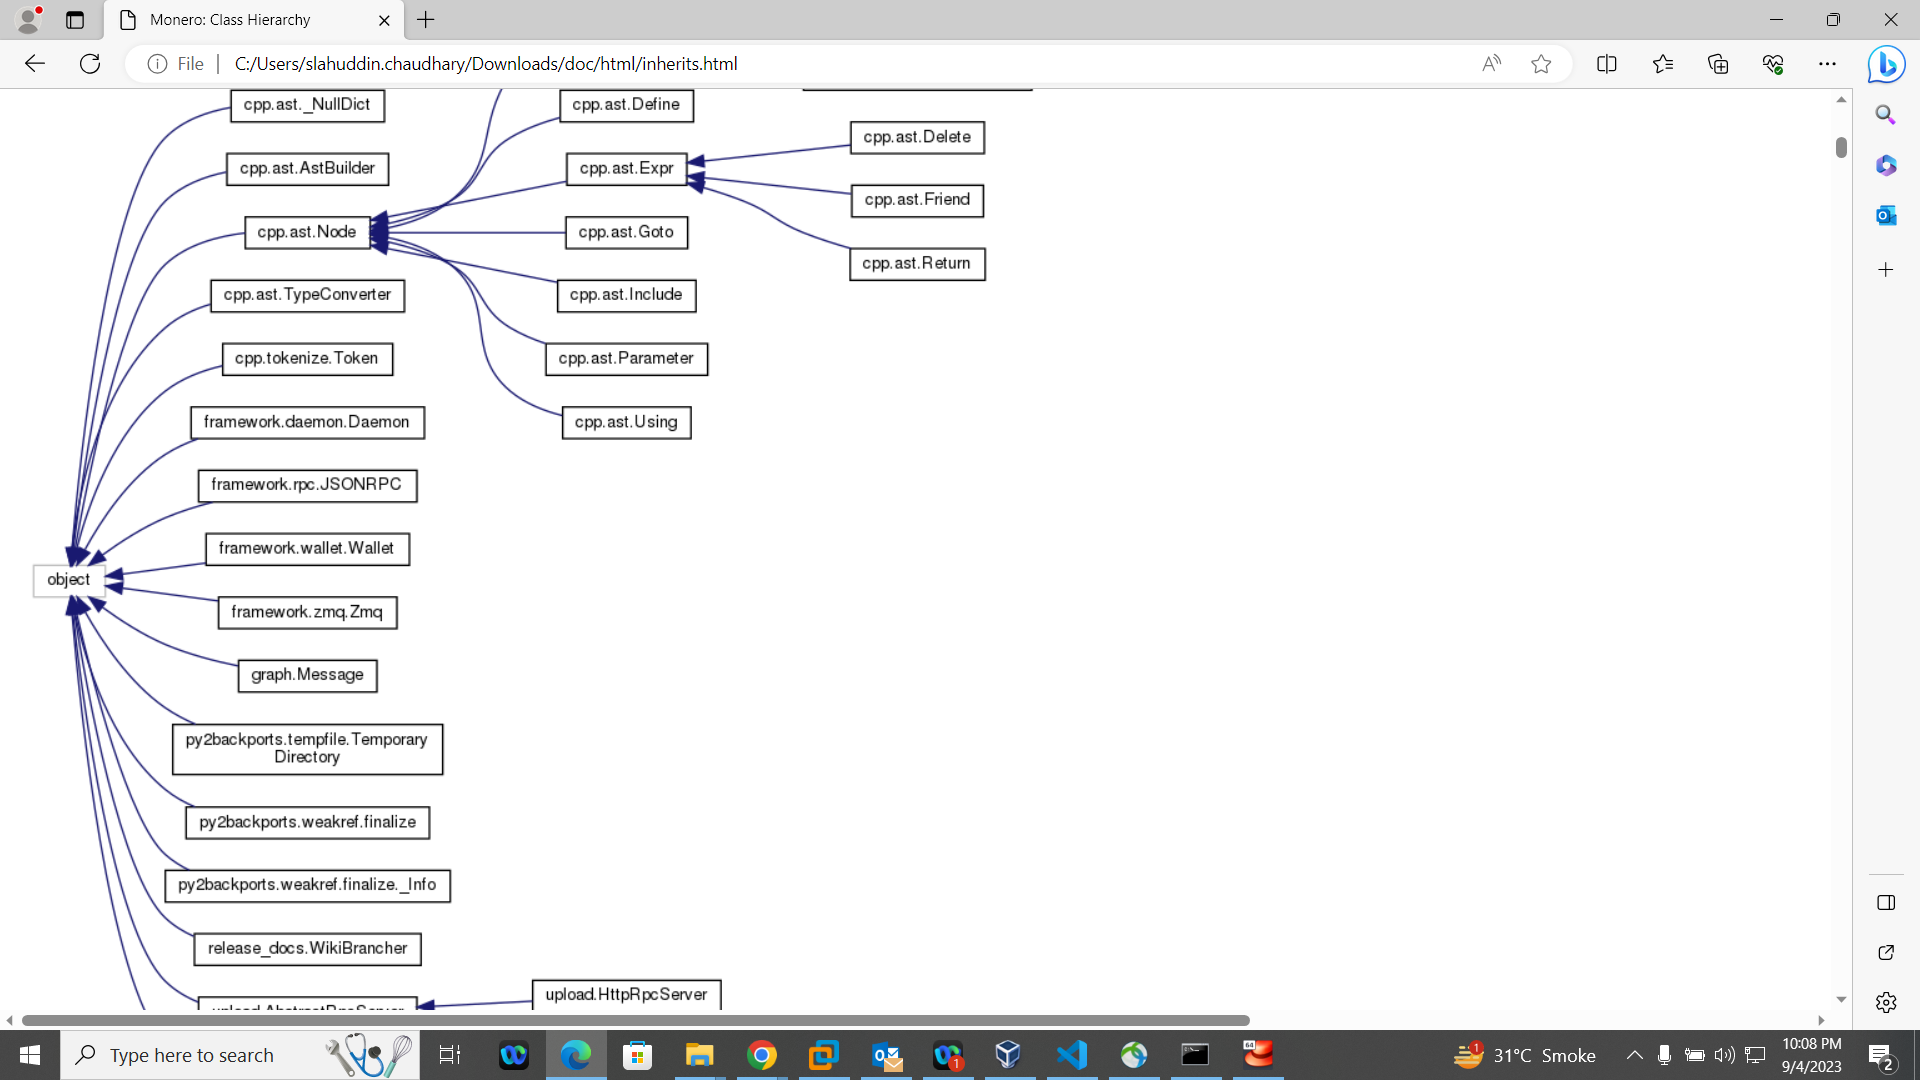 Monero: Class Hierarchy
File
C:/Users/slahuddin.chaudhary/Downloads/doc/html/inherits.html
cpp.ast._NullDict
cpp.ast.Define
cpp.ast.Delete
cpp.ast.AstBuilder
cpp.ast.Expr
cpp.ast.Friend
cpp.ast.Node
cpp.ast.Goto
cpp.ast.Return
cpp.ast.TypeConverter
cpp.ast.Include
cpp.tokenize.Token
cpp.ast.Parameter
framework.daemon.Daemon
cpp.ast.Using
framework.rpc.JSONRPC
framework.wallet.Wallet
object
framework.zmq.Zmq
graph.Message
py2backports.tempfile.Temporary
Directory
py2backports.weakref.finalize
py2backports.weakref.finalize._Info
release_docs.WikiBrancher
upload.HttpRpcServer
upload.AbstractRpcServer
Type here to search
1
64
1
31°C Smoke
10:08 PM
9/4/2023
2